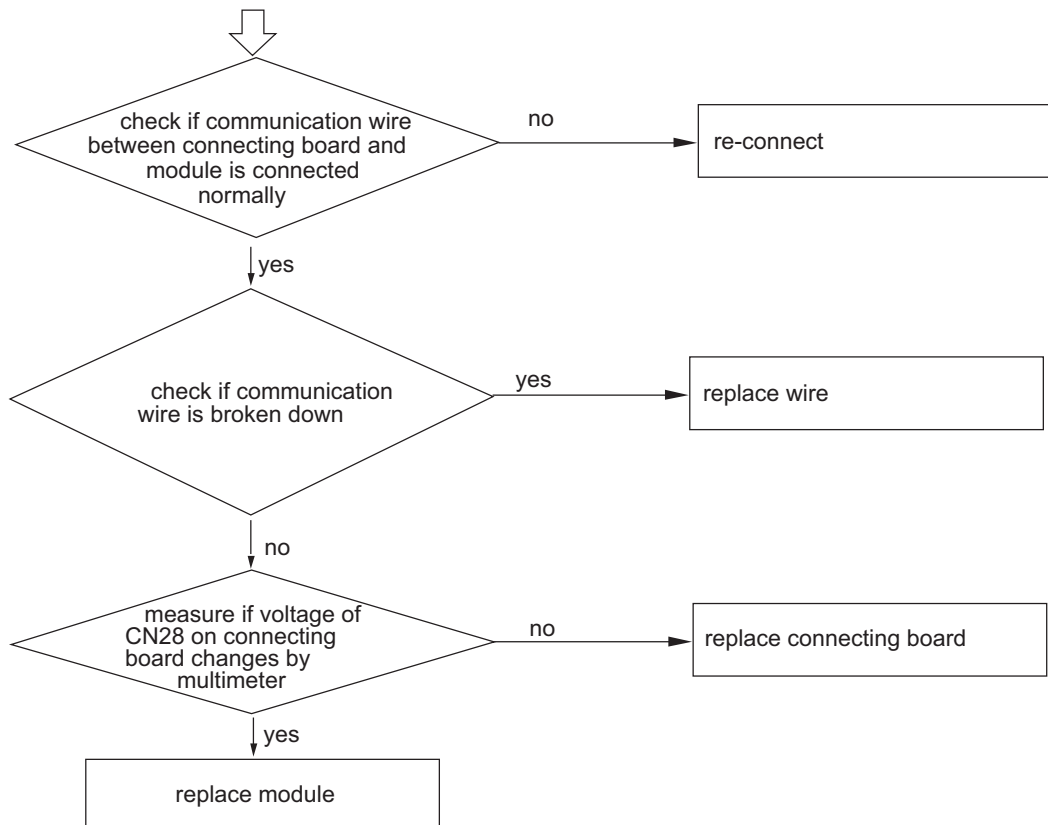 check if communication wire
between connecting board and
module is connected
normally
no
re-connect
yes
check if communication
wire is broken down
yes
replace wire
no
measure if voltage of
CN28 on connecting
board changes by
multimeter
no
replace connecting board
yes
replace module